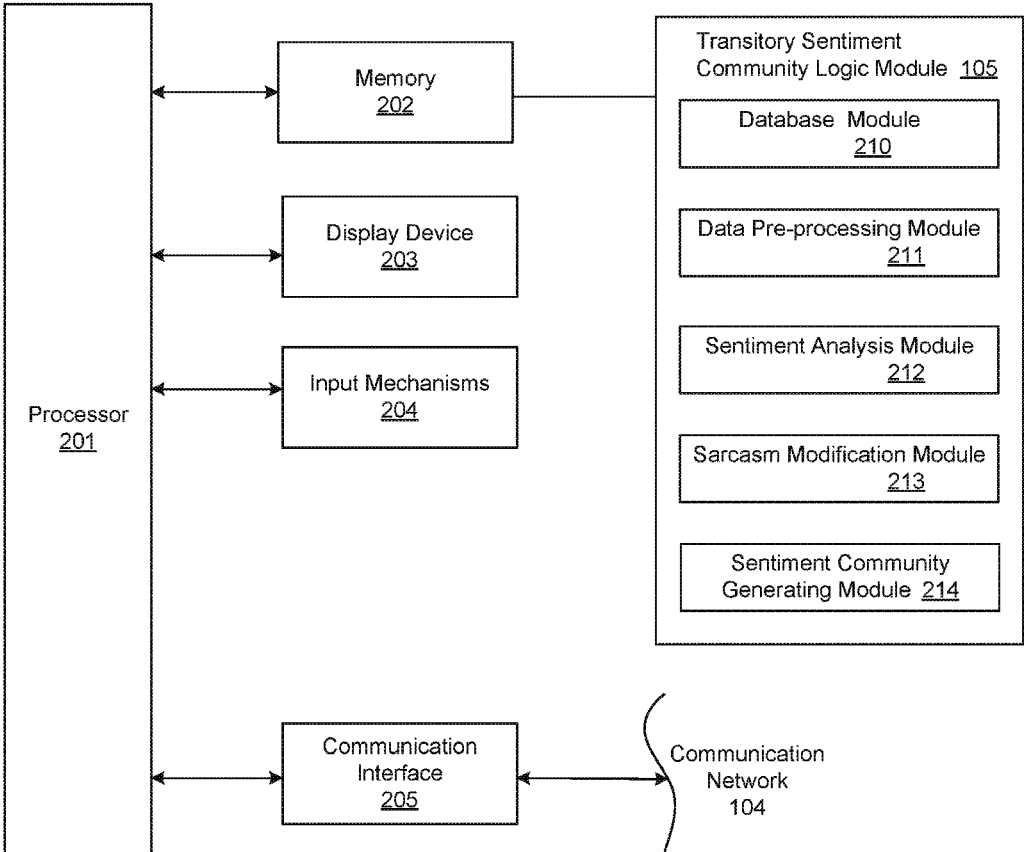 Processor
201
Memory
202
Display Device
203
Input Mechanisms
204
Communication
Interface
205
Transitory Sentiment
Community Logic Module 105
Database Module
210
Data Pre-processing Module
211
Sentiment Analysis Module
212
Sarcasm Modification Module
213
Sentiment Community
Generating Module 214
Communication
Network
104